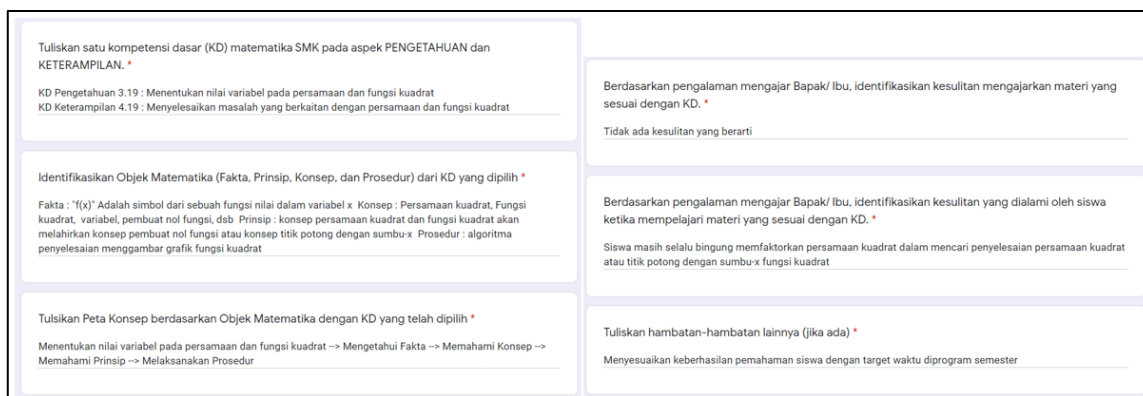 Tuliskan satu kompetensi dasar (KD) matematika SMK pada aspek PENGETAHUAN dan
KETERAMPILAN. *
KD Pengetahuan 3.19 : Menentukan nilai variabel pada persamaan dan fungsi kuadrat
KD Keterampilan 4.19 : Menyelesaikan masalah yang berkaitan dengan persamaan dan fungsi kuadrat
Identifikasikan Objek Matematika (Fakta, Prinsip, Konsep, dan Prosedur) dari KD yang dipilih *
Fakta : "f(x)" Adalah simbol dari sebuah fungsi nilai dalam variabel x Konsep : Persamaan kuadrat, Fungsi
kuadrat, variabel, pembuat nol fungsi, dsb Prinsip : konsep persamaan kuadrat dan fungsi kuadrat akan
melahirkan konsep pembuat nol fungsi atau konsep titik potong dengan sumbu-x Prosedur : algoritma
penyelesaian menggambar grafik fungsi kuadrat
Tulsikan Peta Konsep berdasarkan Objek Matematika dengan KD yang telah dipilih *
Menentukan nilai variabel pada persamaan dan fungsi kuadrat --> Mengetahui Fakta --> Memahami Konsep -->
Memahami Prinsip --> Melaksanakan Prosedur
Berdasarkan pengalaman mengajar Bapak/ Ibu, identifikasikan kesulitan mengajarkan materi yang
sesuai dengan KD. *
Tidak ada kesulitan yang berarti
Berdasarkan pengalaman mengajar Bapak/ Ibu, identifikasikan kesulitan yang dialami oleh siswa
ketika mempelajari materi yang sesuai dengan KD. *
Siswa masih selalu bingung memfaktorkan persamaan kuadrat dalam mencari penyelesaian persamaan kuadrat
atau titik potong dengan sumbu-x fungsi kuadrat
Tuliskan hambatan-hambatan lainnya (jika ada) *
Menyesuaikan keberhasilan pemahaman siswa dengan target waktu diprogram semester